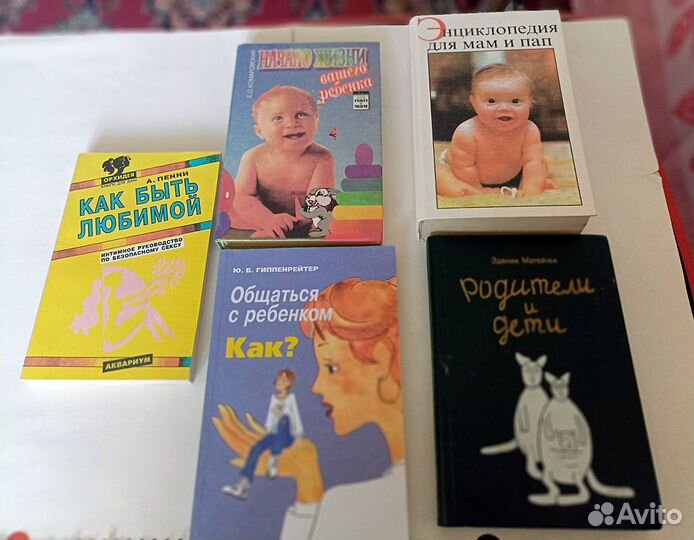 Е.О.КОМАРОВСКИЙ
НАЧАЛО ЖИЗНИ
вашего
ребенка
Энциклопедия
для мам и пап
ОРХИДЕЯ
А. ПЕННИ
КАК БЫТЬ
ЛЮБИМОЙ
ИНТИМНОЕ РУКОВОДСТВО
ПО БЕЗОПАСНОМУ СЕКСУ
АКВАРИУМ
Ю. Б. ГИППЕНРЕЙТЕР
Общаться
с ребенком
Как?
Зденек Матейчек
Родители
и
дети
Avito